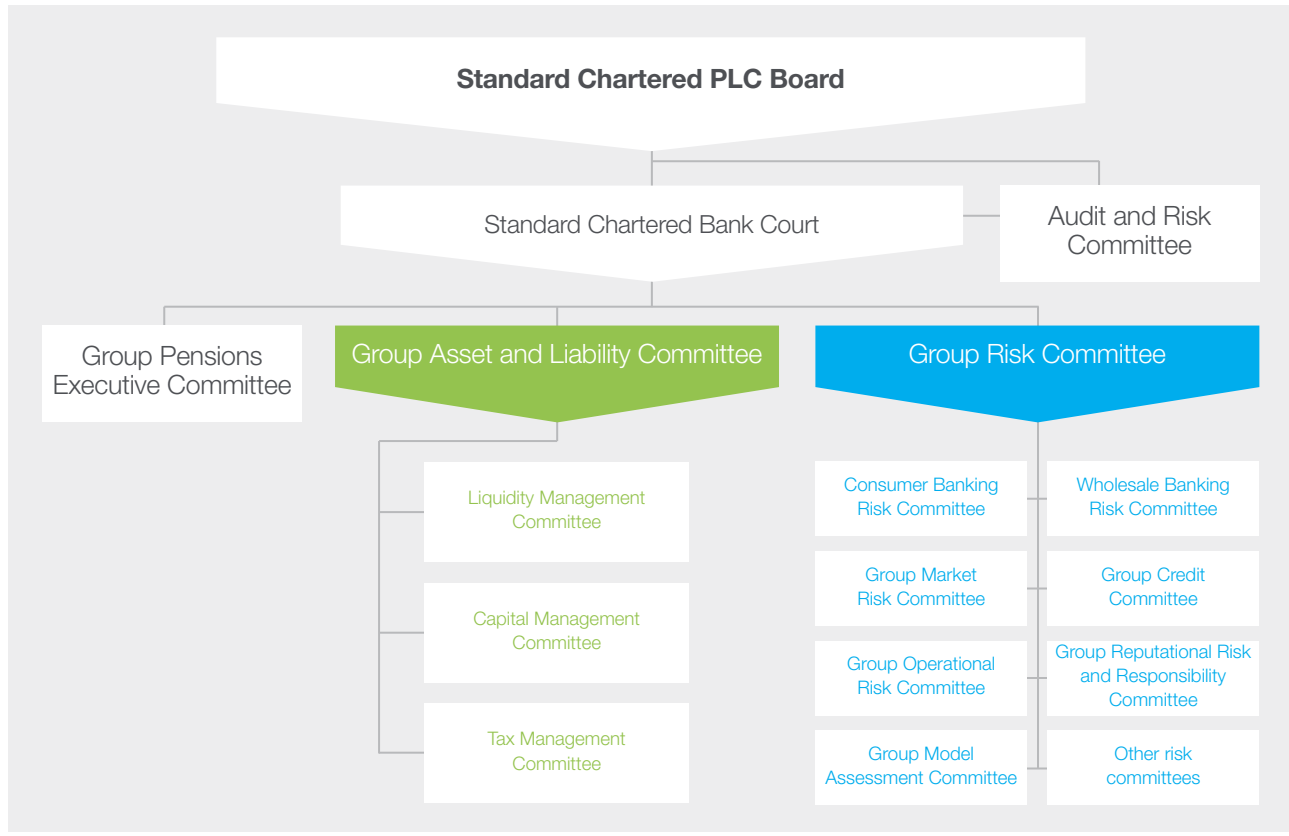 Standard Chartered PLC Board
Standard Chartered Bank Court
Audit and Risk
Committee
Group Pensions
Executive Committee
Group Asset and Liability Committee
Group Risk Committee
Liquidity Management
Committee
Capital Management
Committee
Tax Management
Committee
Consumer Banking
Risk Committee
Wholesale Banking
Risk Committee
Group Market
Risk Committee
Group Credit
Committee
Group Operational
Risk Committee
Group Reputational Risk
and Responsibility
Committee
Group Model
Assessment Committee
Other risk
committees